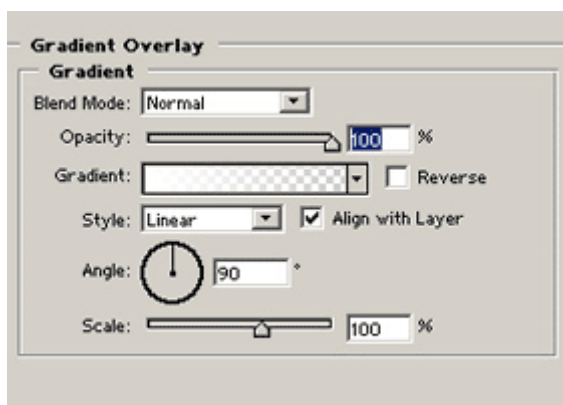 Gradient Overlay
Gradient
Blend Mode: Normal
Opacity: 100 %
Gradient: Reverse
Style: Linear Align with Layer
Angle: 90 °
Scale: 100 %